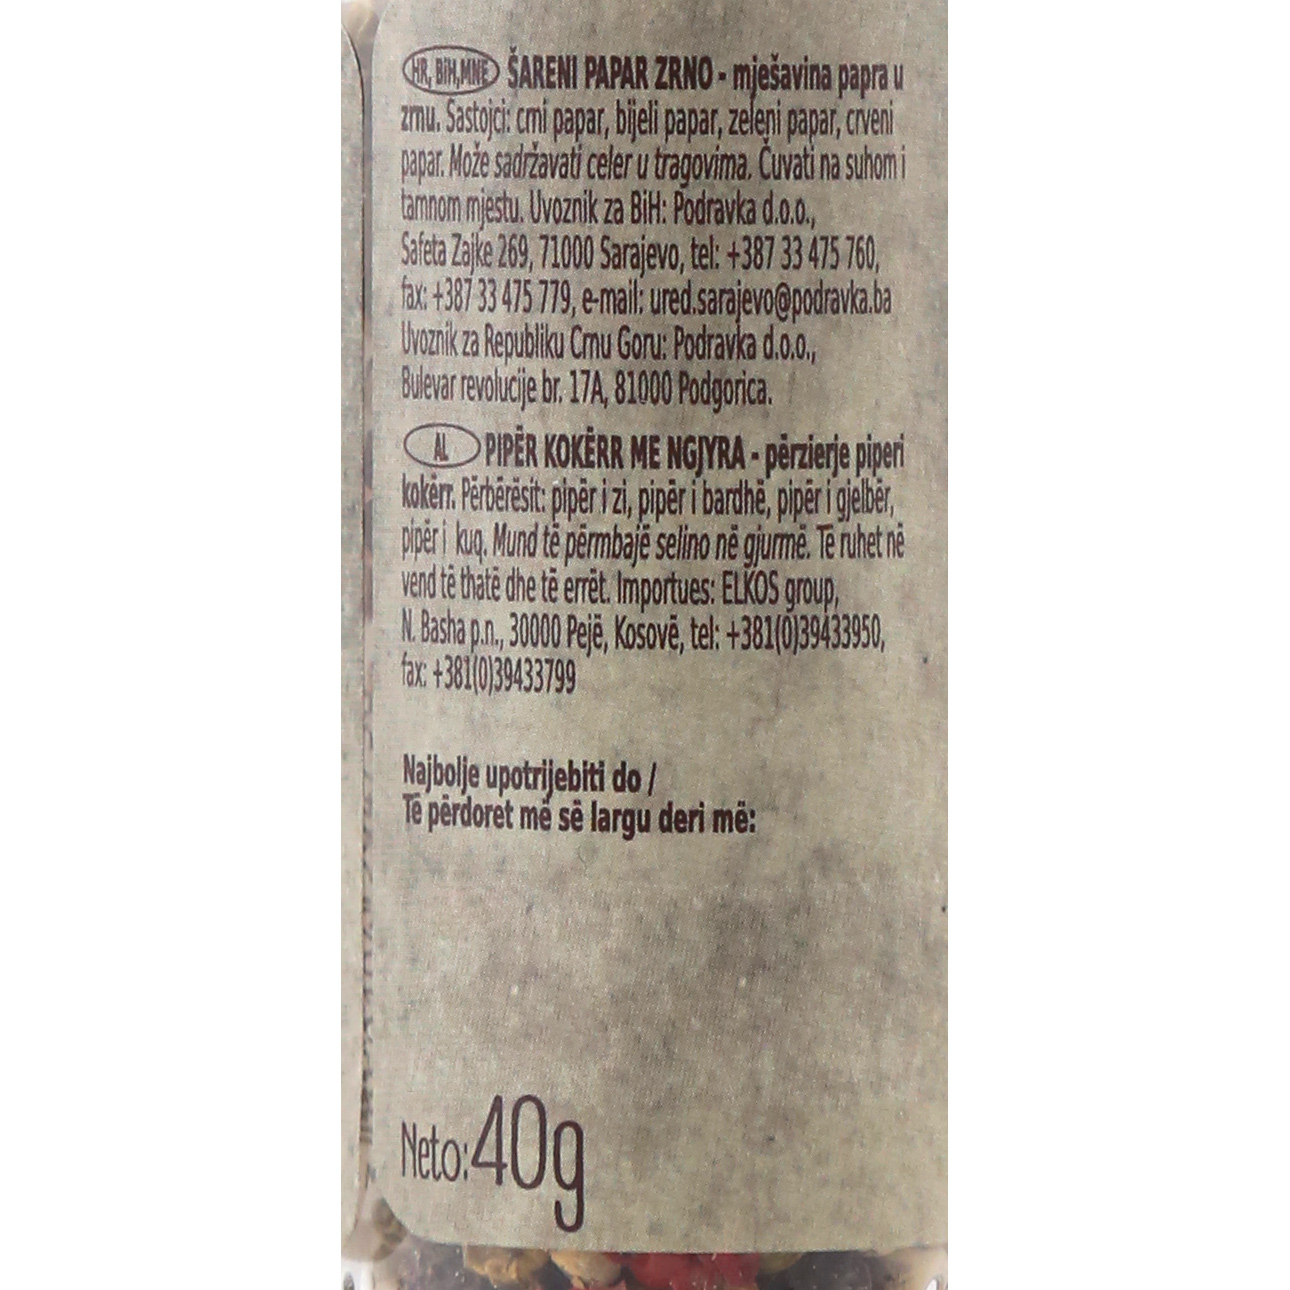 HR, BiH, MNE ŠARENI PAPAR ZRNO - mješavina papra u
zrnu. Sastojci: crni papar, bijeli papar, zeleni papar, crveni
papar. Može sadržavati celer u tragovima. Čuvati na suhom i
tamnom mjestu. Uvoznik za BiH: Podravka d.o.o.,
Safeta Zajke 269, 71000 Sarajevo, tel: +387 33 475 760,
fax: +387 33 475 779, e-mail: ured.sarajevo@podravka.ba
Uvoznik za Republiku Crnu Goru: Podravka d.o.o.,
Bulevar revolucije br. 17A, 81000 Podgorica.
AL PIPËR KOKËRR ME NGJYRA - përzierje piperi
kokërr. Përbërësit: pipër i zi, pipër i bardhë, pipër i gjelbër,
pipër i kuq. Mund të përmbajë selino në gjurmë. Të ruhet në
vend të thatë dhe të errët. Importues: ELKOS group,
N. Basha p.n., 30000 Pejë, Kosovë, tel: +381(0)39433950,
fax: +381(0)39433799
Najbolje upotrijebiti do /
Të përdoret më së largu deri më:
Neto: 40g